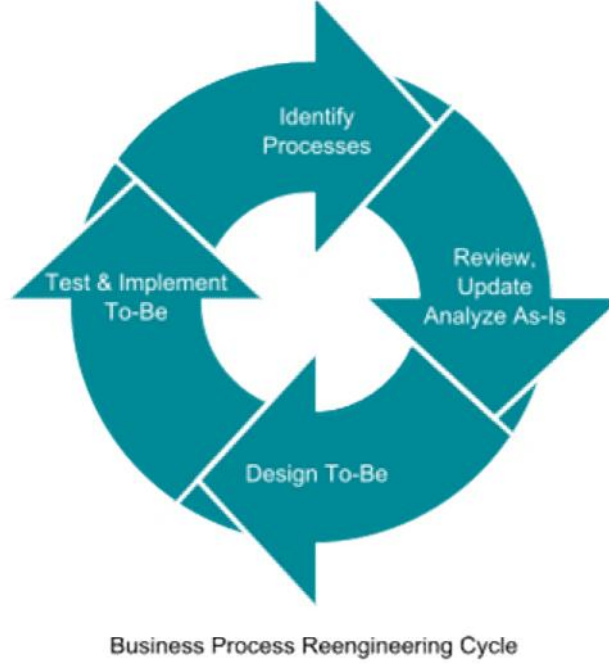 Identify
Processes
Review,
Update
Analyze As-Is
Design To-Be
Test & Implement
To-Be
Business Process Reengineering Cycle